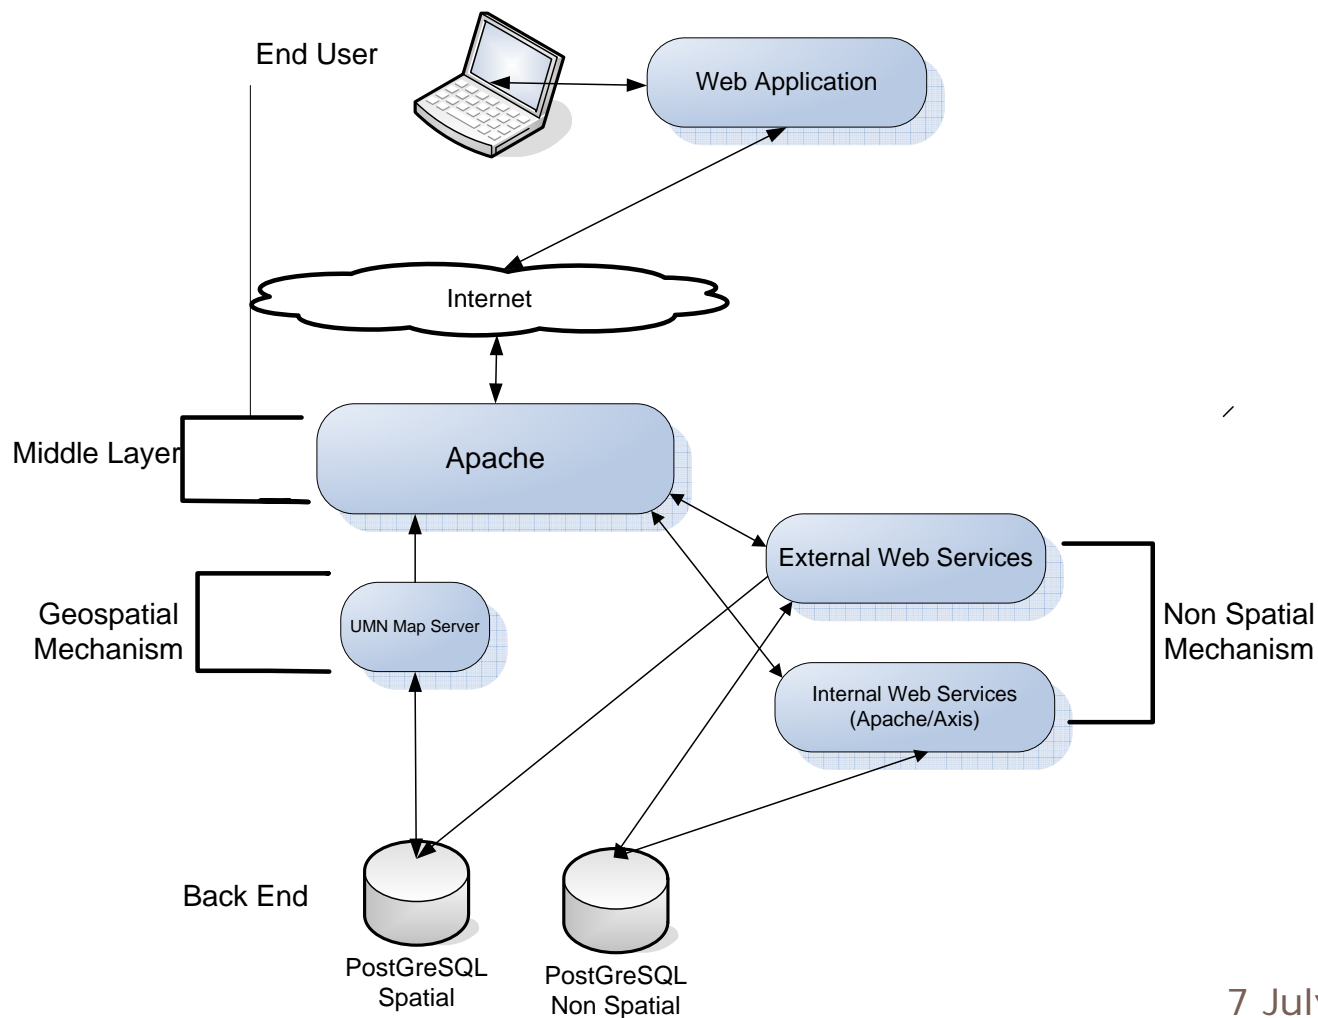 End User
Web Application
Internet
Middle Layer
Apache
External Web Services
Geospatial
Mechanism
UMN Map Server
Non Spatial
Mechanism
Internal Web Services
(Apache/Axis)
Back End
PostGreSQL
Spatial
PostGreSQL
Non Spatial
7 July